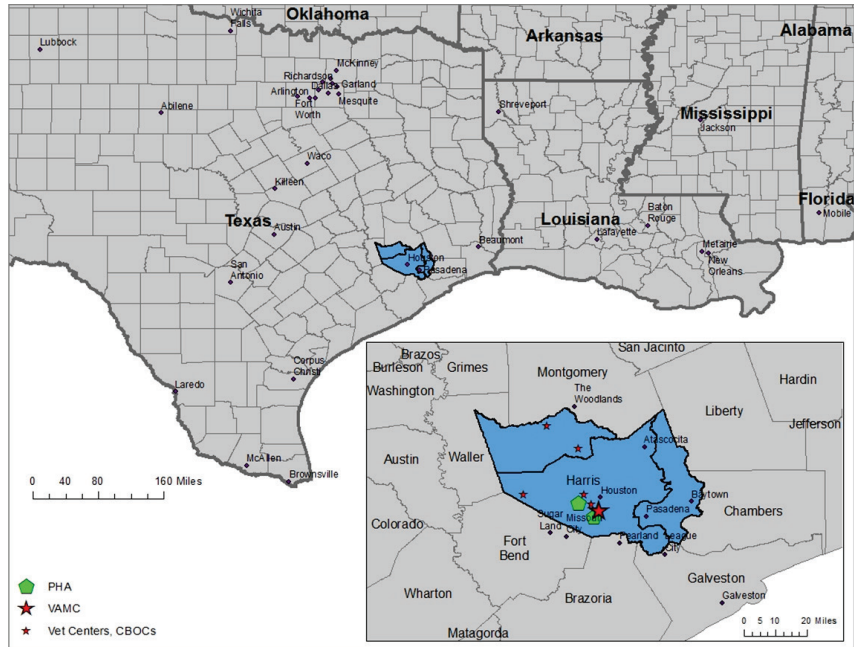 Oklahoma
Wichita
Falls
Arkansas
Alabama
Lubbock
McKinney
Richardson
Dallas
Garland
Arlington
Mesquite
Fort
Worth
Abilene
Shreveport
Mississippi
Jackson
Waco
Killeen
Texas
Austin
Louisiana
Baton
Rouge
Florida
Mobile
Lafayette
Beaumont
Metairie
New
Orleans
San
Antonio
Houston
Pasadena
Corpus
Christi
Laredo
McAllen
Brownsville
0 40 80 160 Miles
PHA
VAMC
Vet Centers, CBOCs
San Jacinto
Brazos
Burleson
Grimes
Montgomery
The
Woodlands
Hardin
Washington
Liberty
Jefferson
Atascocita
Austin
Waller
Harris
Houston
Baytown
Pasadena
Chambers
Colorado
Sugar
Land
Missouri
City
Pearland
League
City
Fort
Bend
Galveston
Galveston
Brazoria
Wharton
Matagorda
0 5 10 20 Miles